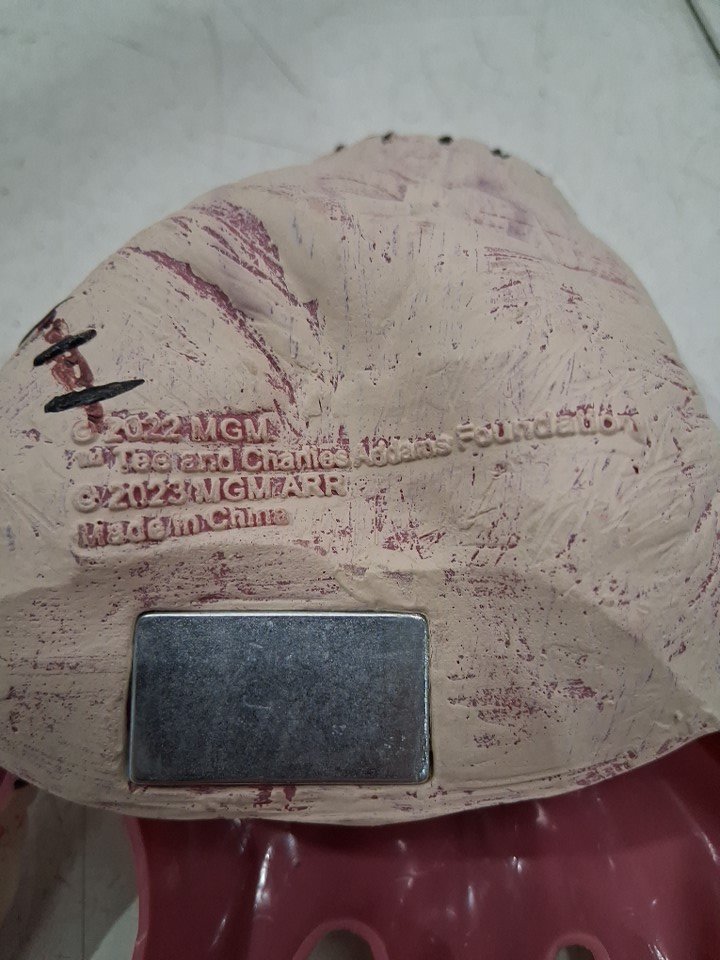 © 2022 MGM.
™ Tee and Charles Addams Foundation
© 2023 MGM ARR
Made in China